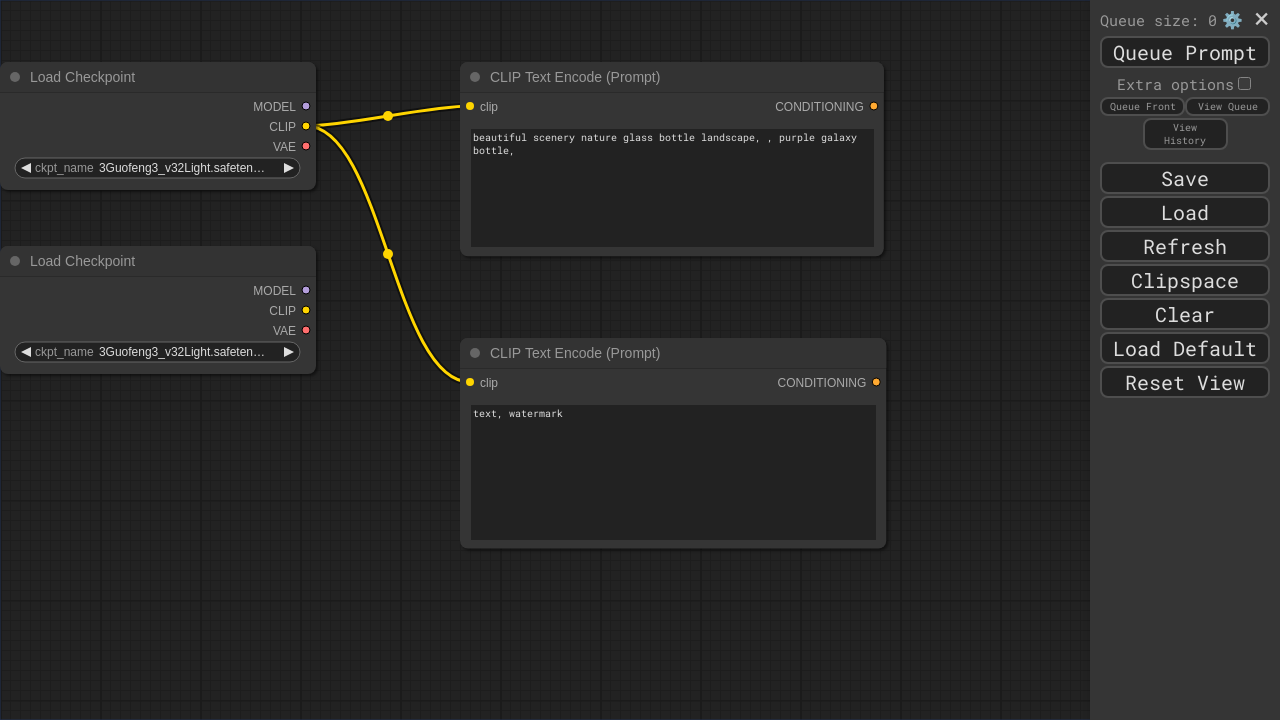 Load Checkpoint
MODEL
CLIP
VAE
ckpt_name 3Guofeng3_v32Light.safeten…
Load Checkpoint
MODEL
CLIP
VAE
ckpt_name 3Guofeng3_v32Light.safeten…
CLIP Text Encode (Prompt)
clip CONDITIONING
beautiful scenery nature glass bottle landscape, , purple galaxy
bottle,
CLIP Text Encode (Prompt)
clip CONDITIONING
text, watermark
Queue size: 0
Queue Prompt
Extra options
Queue Front View Queue
View
History
Save
Load
Refresh
Clipspace
Clear
Load Default
Reset View